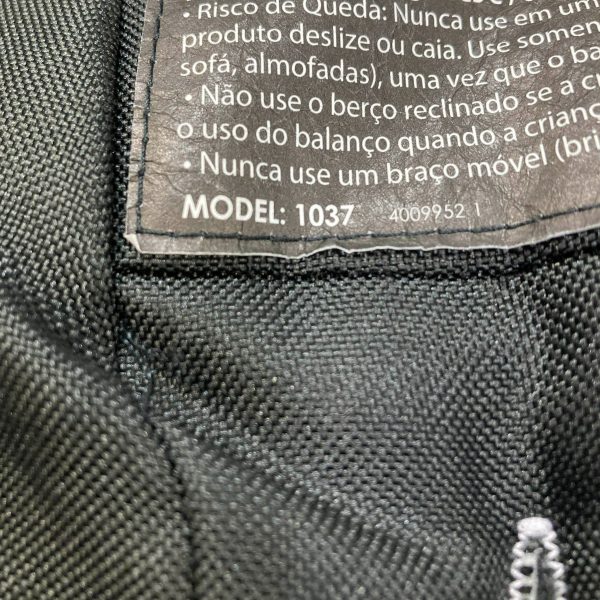 • Risco de Queda: Nunca use em um
produto deslize ou caia. Use somen
sofá, almofadas), uma vez que o ba
• Não use o berço reclinado se a c
o uso do balanço quando a crianç
• Nunca use um braço móvel (bri
MODEL: 1037 4009952 1